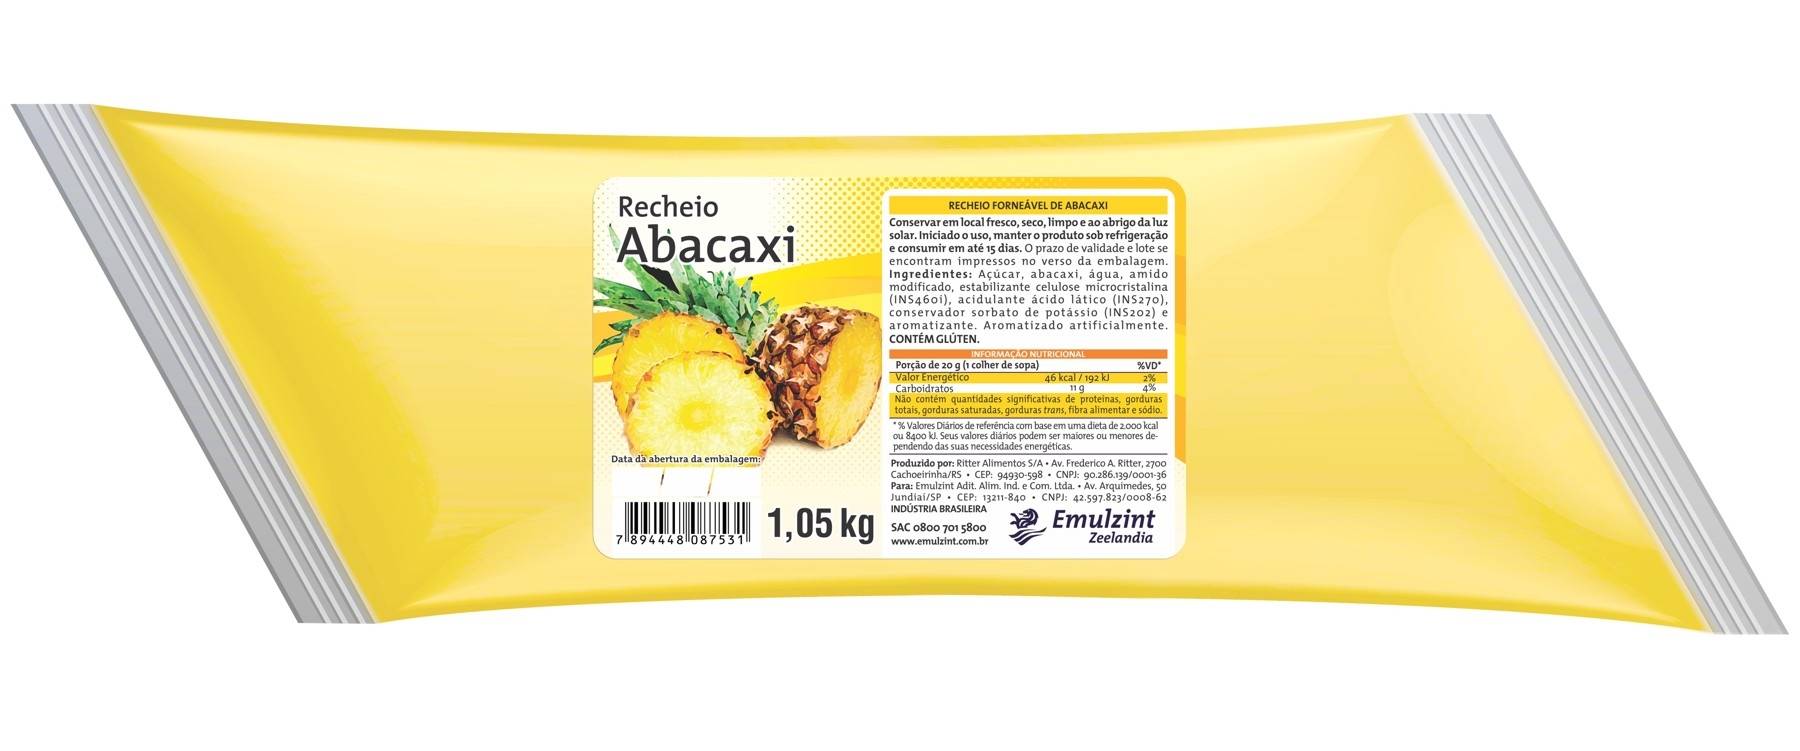 Recheio
Abacaxi
Data da abertura da embalagem:
7 894448 087531
1,05 kg
RECHEIO FORNEÁVEL DE ABACAXI
Conservar em local fresco, seco, limpo e ao abrigo da luz
solar. Iniciado o uso, manter o produto sob refrigeração
e consumir em até 15 dias. O prazo de validade e lote se
encontram impressos no verso da embalagem.
Ingredientes: Açúcar, abacaxi, água, amido
modificado, estabilizante celulose microcristalina
(INS460i), acidulante ácido lático (INS270),
conservador sorbato de potássio (INS202) e
aromatizante. Aromatizado artificialmente.
CONTÉM GLÚTEN.
INFORMAÇÃO NUTRICIONAL
Porção de 20 g (1 colher de sopa) %VD*
Valor Energético 46 kcal / 192 kJ 2%
Carboidratos 11 g 4%
Não contém quantidades significativas de proteínas, gorduras
totais, gorduras saturadas, gorduras trans, fibra alimentar e sódio.
* % Valores Diários de referência com base em uma dieta de 2.000 kcal
ou 8400 kJ. Seus valores diários podem ser maiores ou menores de-
pendendo das suas necessidades energéticas.
Produzido por: Ritter Alimentos S/A • Av. Frederico A. Ritter, 2700
Cachoeirinha/RS • CEP: 94930-598 • CNPJ: 90.286.139/0001-36
Para: Emulzint Adit. Alim. Ind. e Com. Ltda. • Av. Arquimedes, 50
Jundiaí/SP • CEP: 13211-840 • CNPJ: 42.597.823/0008-62
INDÚSTRIA BRASILEIRA
SAC 0800 701 5800
www.emulzint.com.br
Emulzint
Zeelandia